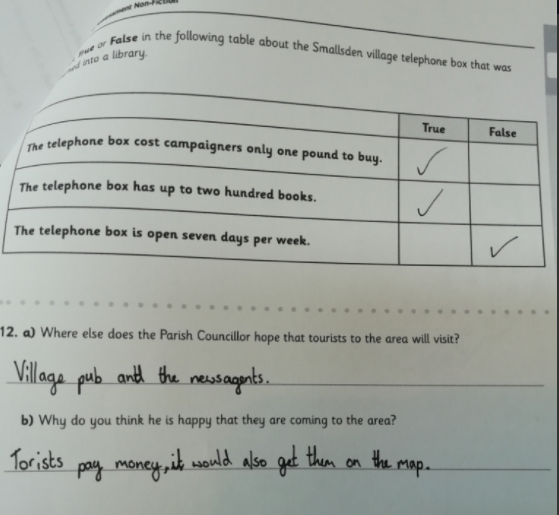 Non-Fiction
True or False in the following table about the Smallsden village telephone box that was
into a library.
True False
The telephone box cost campaigners only one pound to buy. ✓
The telephone box has up to two hundred books. ✓
The telephone box is open seven days per week. ✓
12. a) Where else does the Parish Councillor hope that tourists to the area will visit?
Village pub and the newsagents.
b) Why do you think he is happy that they are coming to the area?
Torists pay money, it would also get them on the map.